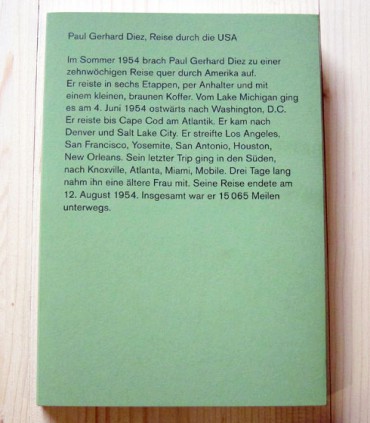 Paul Gerhard Diez, Reise durch die USA
Im Sommer 1954 brach Paul Gerhard Diez zu einer
zehnwöchigen Reise quer durch Amerika auf.
Er reiste in sechs Etappen, per Anhalter und mit
einem kleinen, braunen Koffer. Vom Lake Michigan ging
es am 4. Juni 1954 ostwärts nach Washington, D.C.
Er reiste bis Cape Cod am Atlantik. Er kam nach
Denver und Salt Lake City. Er streifte Los Angeles.
San Francisco, Yosemite, San Antonio, Houston,
New Orleans. Sein letzter Trip ging in den Süden,
nach Knoxville, Atlanta, Miami, Mobile. Drei Tage lang
nahm ihn eine ältere Frau mit. Seine Reise endete am
12. August 1954. Insgesamt war er 15 065 Meilen
unterwegs.